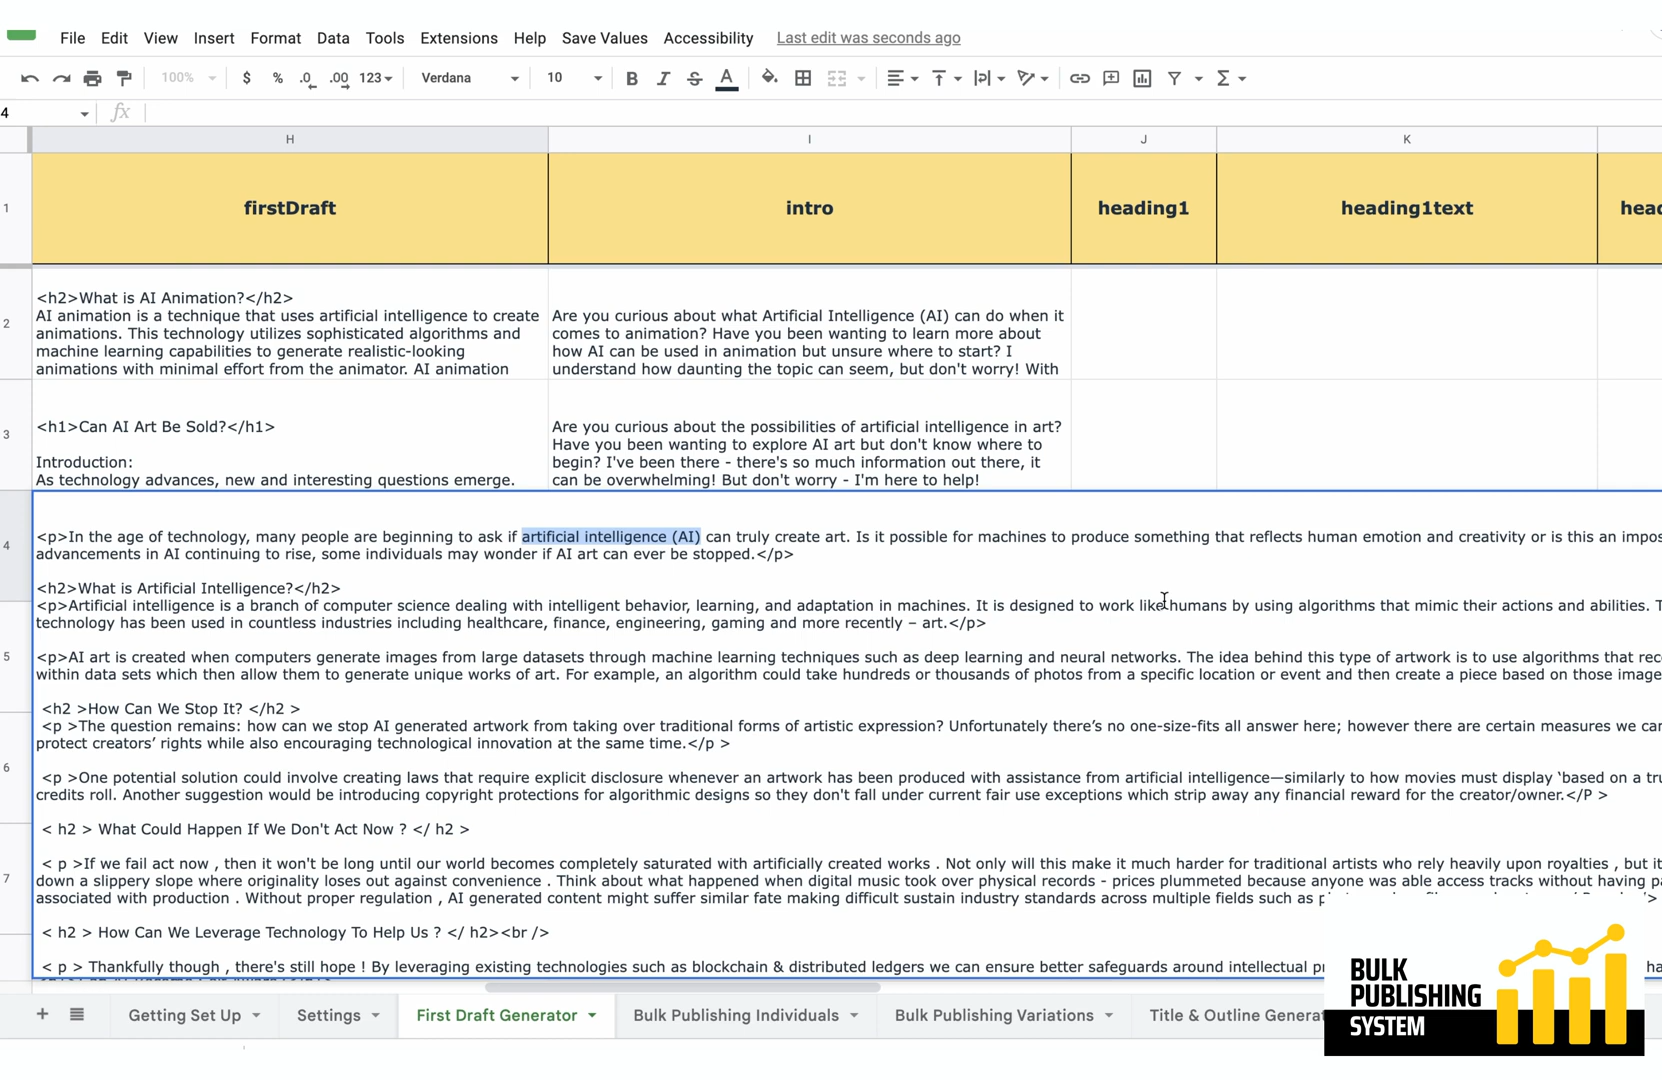 File Edit View Insert Format Data Tools Extensions Help Save Values Accessibility Last edit was seconds ago
100% $ % .0 .00 123 Verdana 10 B I S A Σ
4 fx
H I J K
1 firstDraft intro heading1 heading1text
2
<h2>What is AI Animation?</h2>
AI animation is a technique that uses artificial intelligence to create
animations. This technology utilizes sophisticated algorithms and
machine learning capabilities to generate realistic-looking
animations with minimal effort from the animator. AI animation
Are you curious about what Artificial Intelligence (AI) can do when it
comes to animation? Have you been wanting to learn more about
how AI can be used in animation but unsure where to start? I
understand how daunting the topic can seem, but don't worry! With
3
<h1>Can AI Art Be Sold?</h1>
Introduction:
As technology advances, new and interesting questions emerge.
Are you curious about the possibilities of artificial intelligence in art?
Have you been wanting to explore AI art but don't know where to
begin? I've been there - there's so much information out there, it
can be overwhelming! But don't worry - I'm here to help!
4
<p>In the age of technology, many people are beginning to ask if artificial intelligence (AI) can truly create art. Is it possible for machines to produce something that reflects human emotion and creativity or is this an
advancements in AI continuing to rise, some individuals may wonder if AI art can ever be stopped.</p>
<h2>What is Artificial Intelligence?</h2>
<p>Artificial intelligence is a branch of computer science dealing with intelligent behavior, learning, and adaptation in machines. It is designed to work like humans by using algorithms that mimic their actions and abilities.
technology has been used in countless industries including healthcare, finance, engineering, gaming and more recently – art.</p>
5
<p>AI art is created when computers generate images from large datasets through machine learning techniques such as deep learning and neural networks. The idea behind this type of artwork is to use algorithms that
within data sets which then allow them to generate unique works of art. For example, an algorithm could take hundreds or thousands of photos from a specific location or event and then create a piece based on those
<h2 >How Can We Stop It? </h2 >
<p >The question remains: how can we stop AI generated artwork from taking over traditional forms of artistic expression? Unfortunately there’s no one-size-fits all answer here; however there are certain measures we
protect creators’ rights while also encouraging technological innovation at the same time.</p >
6
<p >One potential solution could involve creating laws that require explicit disclosure whenever an artwork has been produced with assistance from artificial intelligence—similarly to how movies must display ‘based on a
credits roll. Another suggestion would be introducing copyright protections for algorithmic designs so they don't fall under current fair use exceptions which strip away any financial reward for the creator/owner.</P >
< h2 > What Could Happen If We Don't Act Now ? </ h2 >
7
< p >If we fail act now , then it won't be long until our world becomes completely saturated with artificially created works . Not only will this make it much harder for traditional artists who rely heavily upon royalties , but
down a slippery slope where originality loses out against convenience . Think about what happened when digital music took over physical records - prices plummeted because anyone was able access tracks without having
associated with production . Without proper regulation , AI generated content might suffer similar fate making difficult sustain industry standards across multiple fields such as
< h2 > How Can We Leverage Technology To Help Us ? </ h2><br />
< p > Thankfully though , there's still hope ! By leveraging existing technologies such as blockchain & distributed ledgers we can ensure better safeguards around intellectual
+ Getting Set Up Settings First Draft Generator Bulk Publishing Individuals Bulk Publishing Variations Title & Outline
BULK
PUBLISHING
SYSTEM